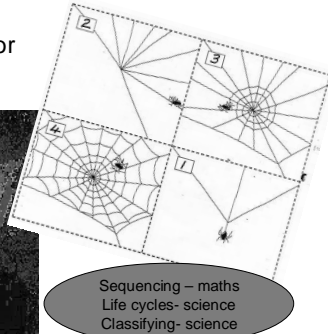 or
2
3
4
1
Sequencing – maths
Life cycles- science
Classifying- science